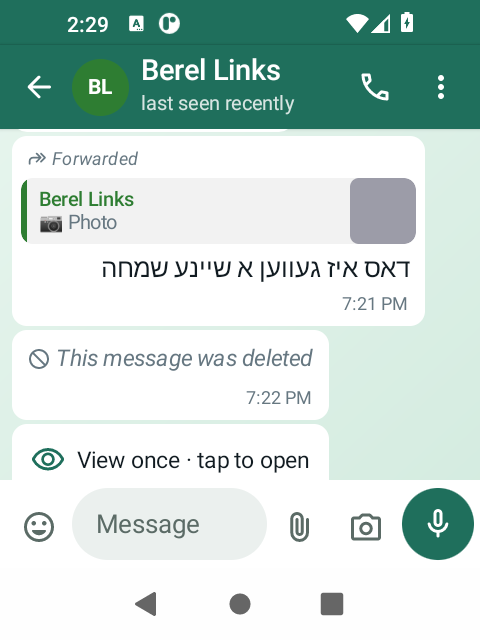 2:29
A
BL
Berel Links
last seen recently
Forwarded
Berel Links
📷 Photo
דאס איז געווען א שיינע שמחה
7:21 PM
This message was deleted
7:22 PM
View once · tap to open
Message